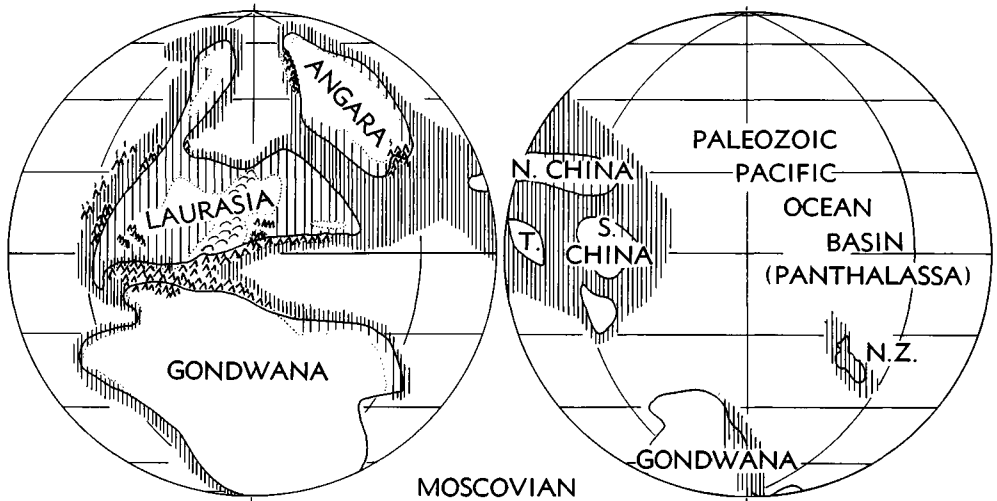 ANGARA
LAURASIA
GONDWANA
N. CHINA
T.
S.
CHINA
PALEOZOIC
PACIFIC
OCEAN
BASIN
(PANTHALASSA)
N.Z.
GONDWANA
MOSCOVIAN